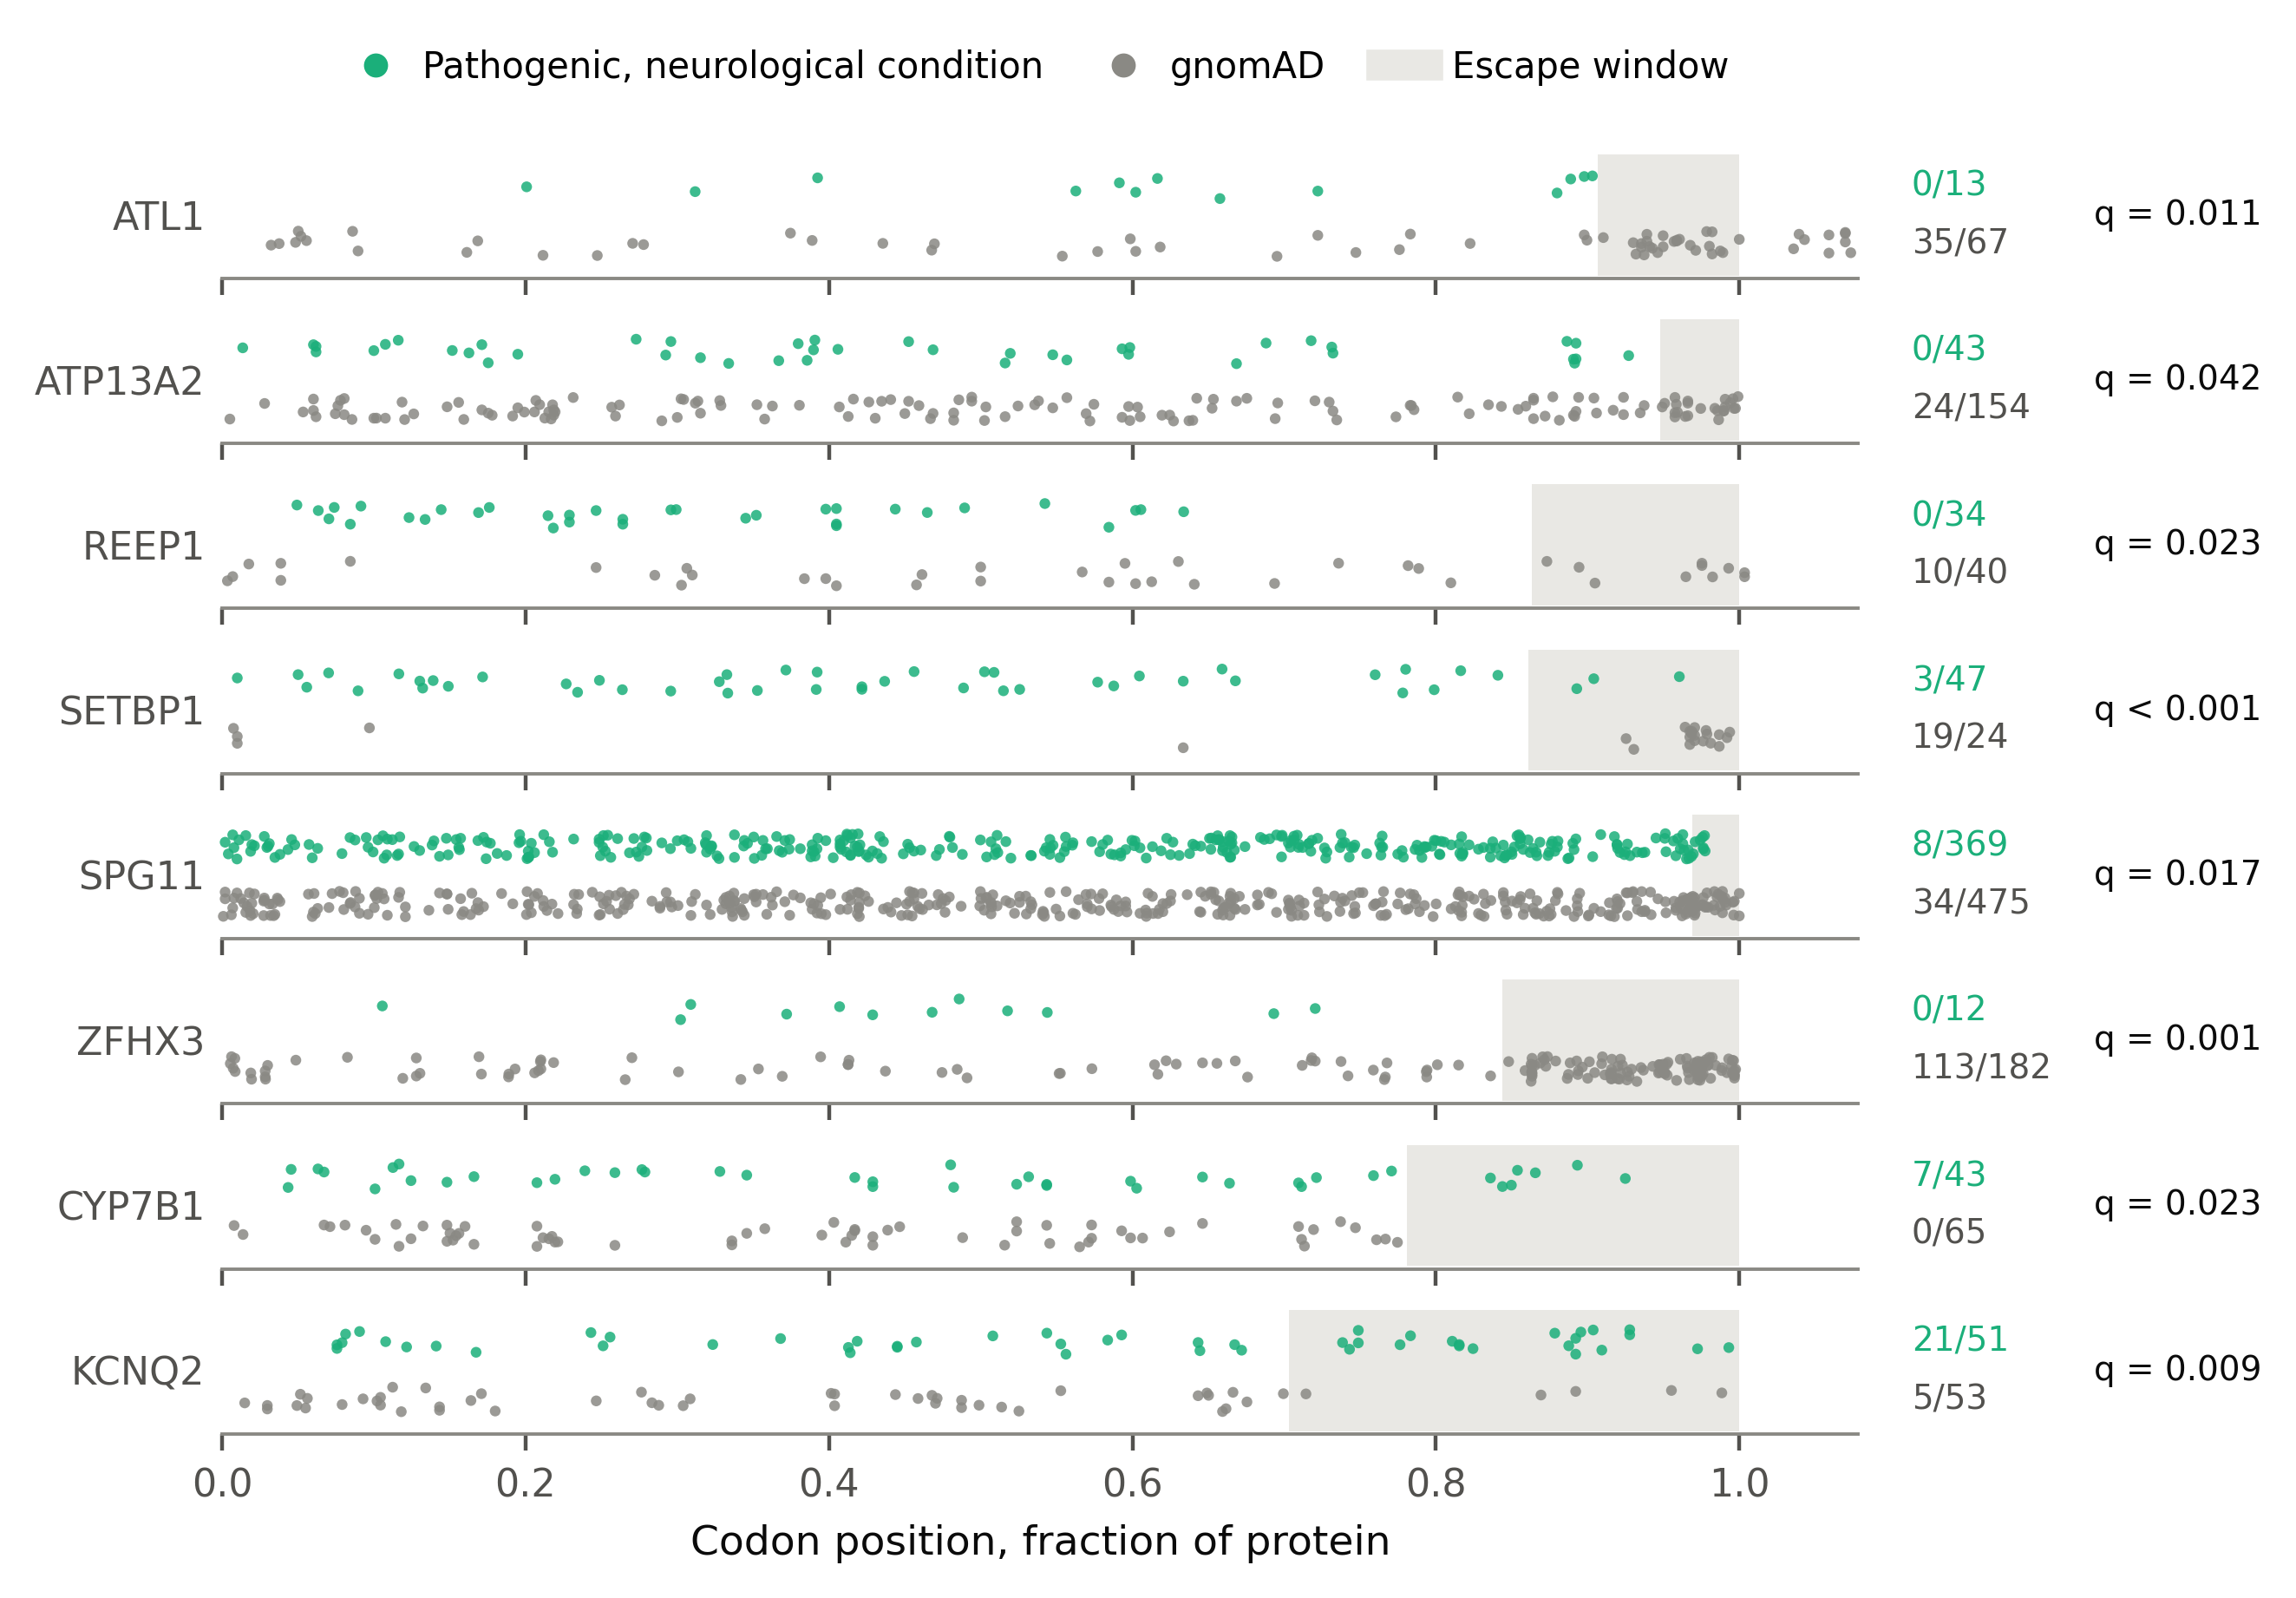 Pathogenic, neurological condition gnomAD Escape window
ATL1 0/13 35/67 q = 0.011
ATP13A2 0/43 24/154 q = 0.042
REEP1 0/34 10/40 q = 0.023
SETBP1 3/47 19/24 q < 0.001
SPG11 8/369 34/475 q = 0.017
ZFHX3 0/12 113/182 q = 0.001
CYP7B1 7/43 0/65 q = 0.023
KCNQ2 21/51 5/53 q = 0.009
0.0 0.2 0.4 0.6 0.8 1.0
Codon position, fraction of protein